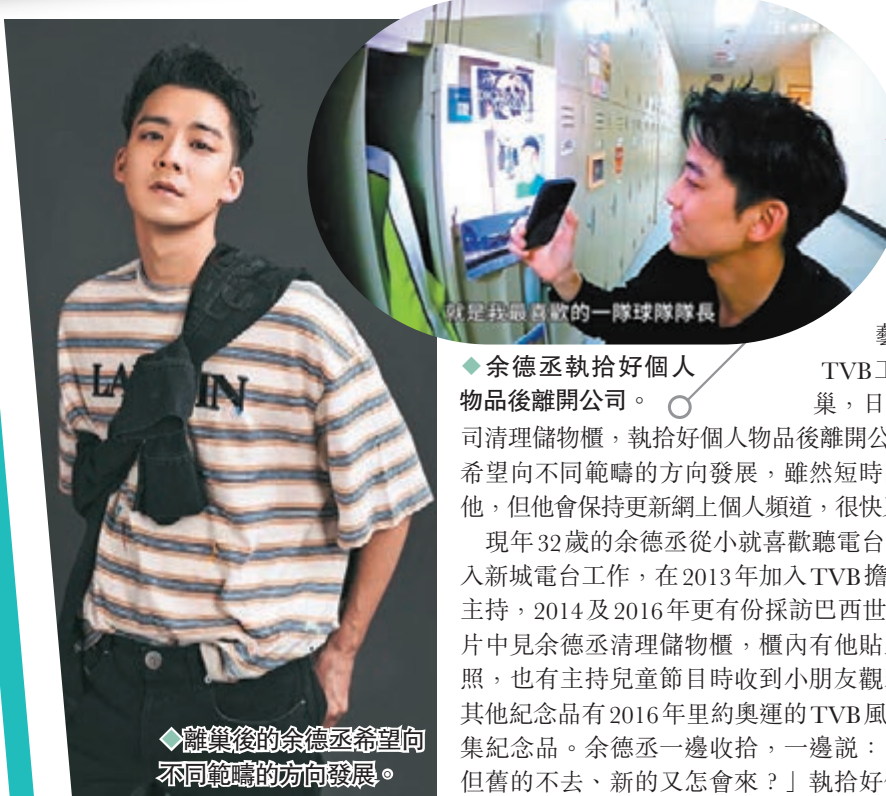 就是我最喜歡的一隊球隊隊長
◆余德丞執拾好個人
物品後離開公司。
TVB工
巢,日
司清理儲物櫃,執拾好個人物品後離開公
希望向不同範疇的方向發展,雖然短時
他,但他會保持更新網上個人頻道,很快
現年32歲的余德丞從小就喜歡聽電台
入新城電台工作,在2013年加入TVB擔
主持,2014及2016年更有份採訪巴西世
片中見余德丞清理儲物櫃,櫃內有他貼
照,也有主持兒童節目時收到小朋友觀
其他紀念品有2016年里約奧運的TVB風
集紀念品。余德丞一邊收拾,一邊説:
但舊的不去、新的又怎會來?」執拾好
◆離巢後的余德丞希望向
不同範疇的方向發展。